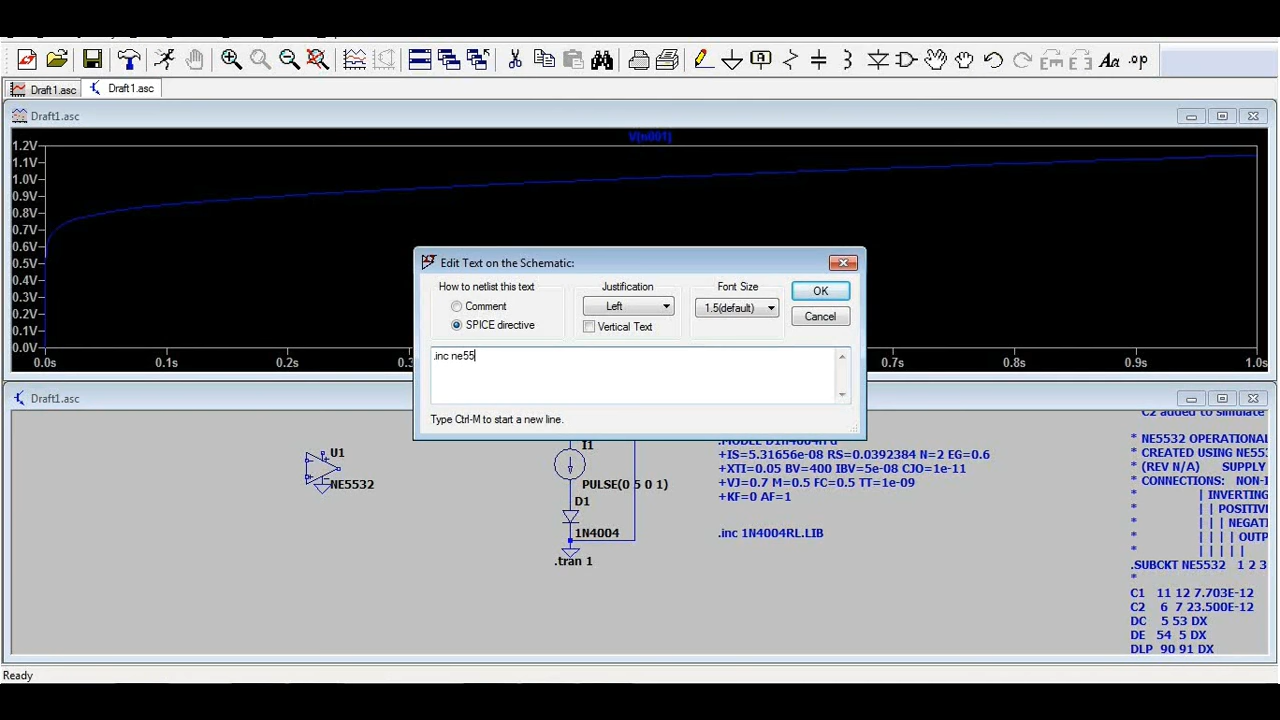 Aa .op
Draft1.asc Draft1.asc
Draft1.asc
V(n001)
1.2V
1.1V
1.0V
0.9V
0.8V
0.7V
0.6V
0.5V
0.4V
0.3V
0.2V
0.1V
0.0V
0.0s 0.1s 0.2s 0.7s 0.8s 0.9s 1.0s
Edit Text on the Schematic:
How to netlist this text
Comment
SPICE directive
Justification
Left
Vertical Text
Font Size
1.5(default)
OK
Cancel
.inc ne55
Type Ctrl-M to start a new line.
Draft1.asc
U1
NE5532
I1
PULSE(0 5 0 1)
D1
1N4004
.tran 1
+IS=5.31656e-08 RS=0.0392384 N=2 EG=0.6
+XTI=0.05 BV=400 IBV=5e-08 CJO=1e-11
+VJ=0.7 M=0.5 FC=0.5 TT=1e-09
+KF=0 AF=1
.inc 1N4004RL.LIB
C2 added to simulate
* NE5532 OPERATIONAL
* CREATED USING NE55
* (REV N/A) SUPPLY
* CONNECTIONS: NON-I
* | INVERTING
* | | POSITIV
* | | | NEGAT
* | | | | OUTP
* | | | | |
.SUBCKT NE5532 1 2 3
*
C1 11 12 7.703E-12
C2 6 7 23.500E-12
DC 5 53 DX
DE 54 5 DX
DLP 90 91 DX
Ready